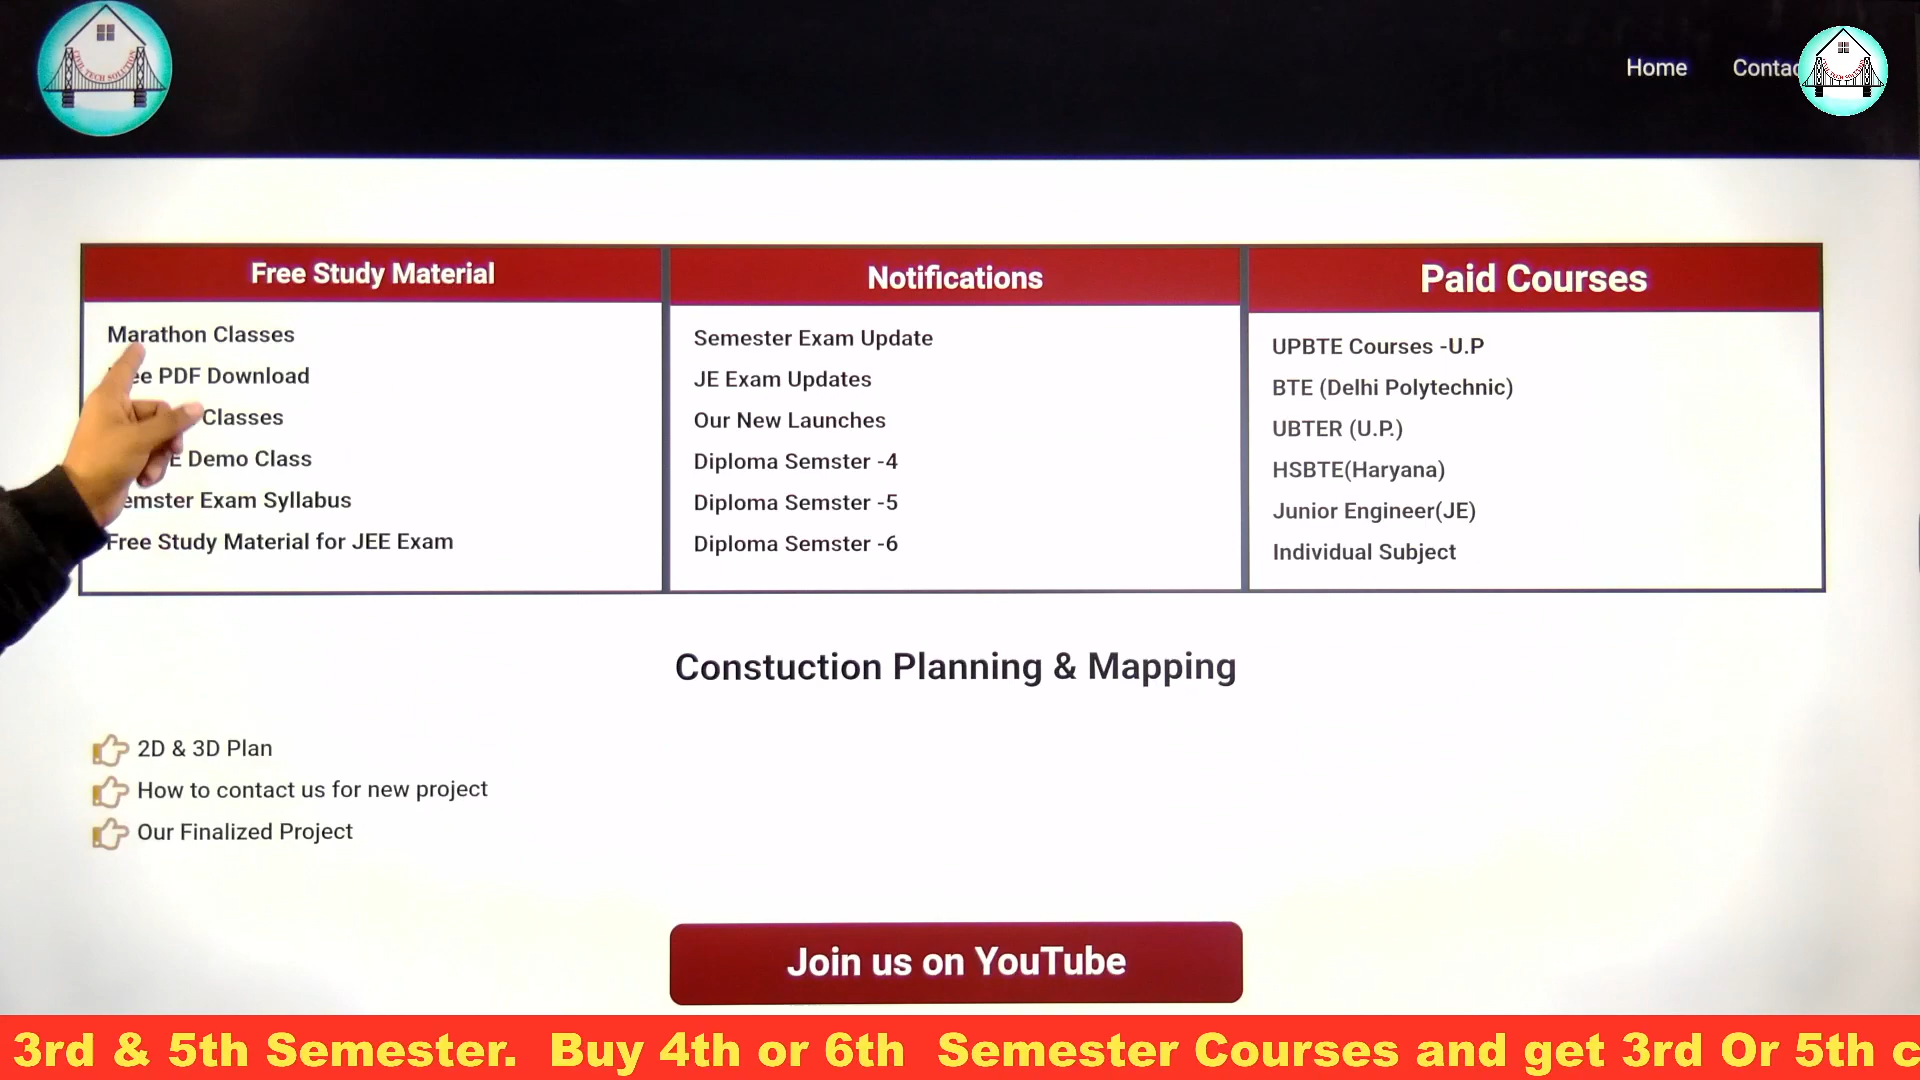 CIVIL TECH SOLUTION
Home
Free Study Material
Marathon Classes
PDF Download
Classes
Demo Class
Exam Syllabus
Free Study Material for JEE Exam
Notifications
Semester Exam Update
JE Exam Updates
Our New Launches
Diploma Semster -4
Diploma Semster -5
Diploma Semster -6
Paid Courses
UPBTE Courses -U.P
BTE (Delhi Polytechnic)
UBTER (U.P.)
HSBTE(Haryana)
Junior Engineer(JE)
Individual Subject
Constuction Planning & Mapping
2D & 3D Plan
How to contact us for new project
Our Finalized Project
Join us on YouTube
3rd & 5th Semester. Buy 4th or 6th Semester Courses and get 3rd Or 5th